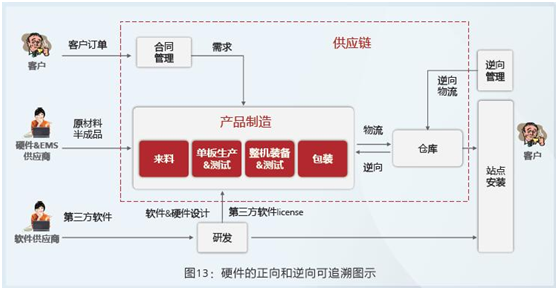 供应链
客户订单
合同
管理
需求
客户
逆向
管理
逆向
物流
原材料
半成品
产品制造
硬件&EMS
供应商
来料
单板生产
&测试
整机装备
&测试
包装
物流
逆向
仓库
客户
站点
安装
第三方软件
软件&硬件设计
第三方软件license
软件供应商
研发
图13：硬件的正向和逆向可追溯图示